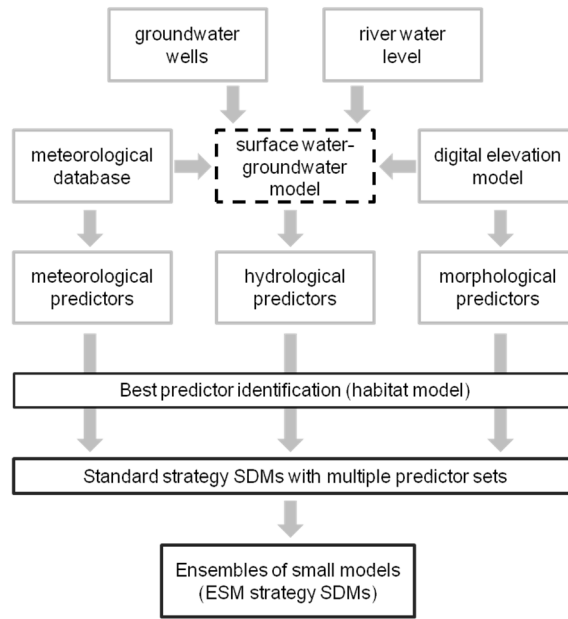 groundwater
wells
river water
level
meteorological
database
surface water-
groundwater
model
digital elevation
model
meteorological
predictors
hydrological
predictors
morphological
predictors
Best predictor identification (habitat model)
Standard strategy SDMs with multiple predictor sets
Ensembles of small models
(ESM strategy SDMs)